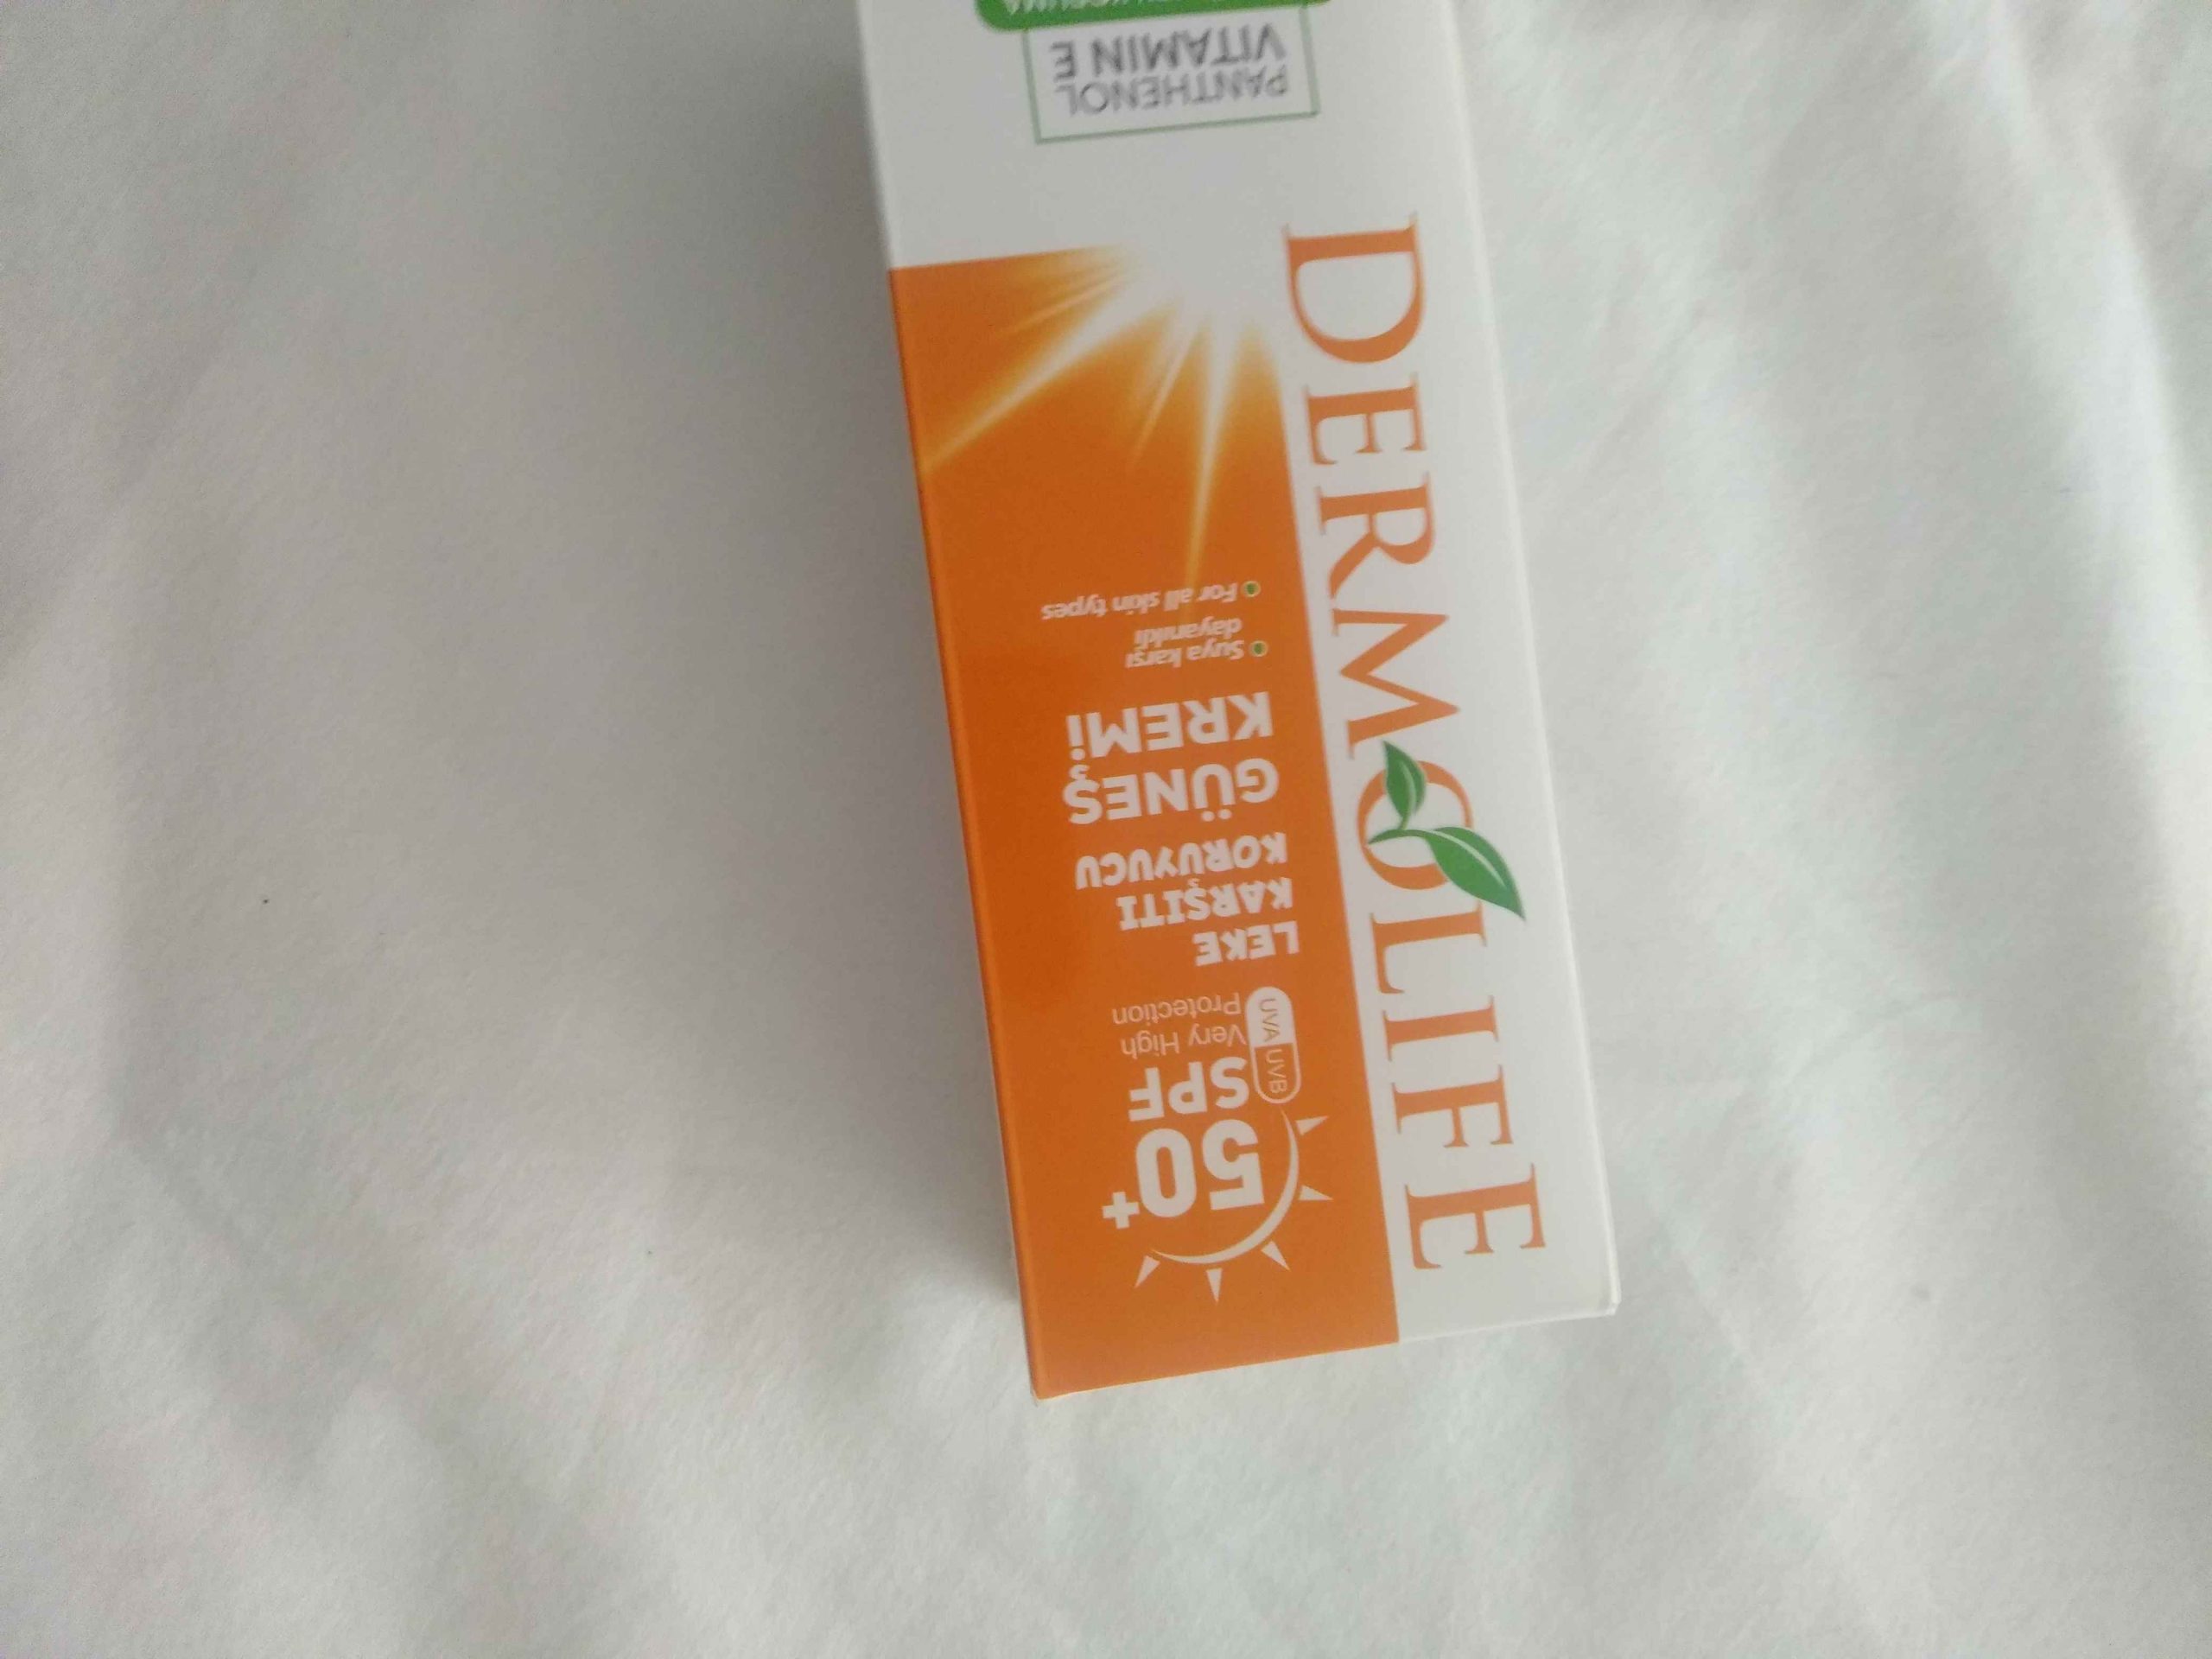 DERMOLIFE
50+
SPF
UVA UVB
Very High
Protection
LEKE
KARŞITI
KORUYUCU
GÜNEŞ
KREMİ
Suya karşı
dayanıklı
For all skin types
PANTHENOL
VITAMIN E